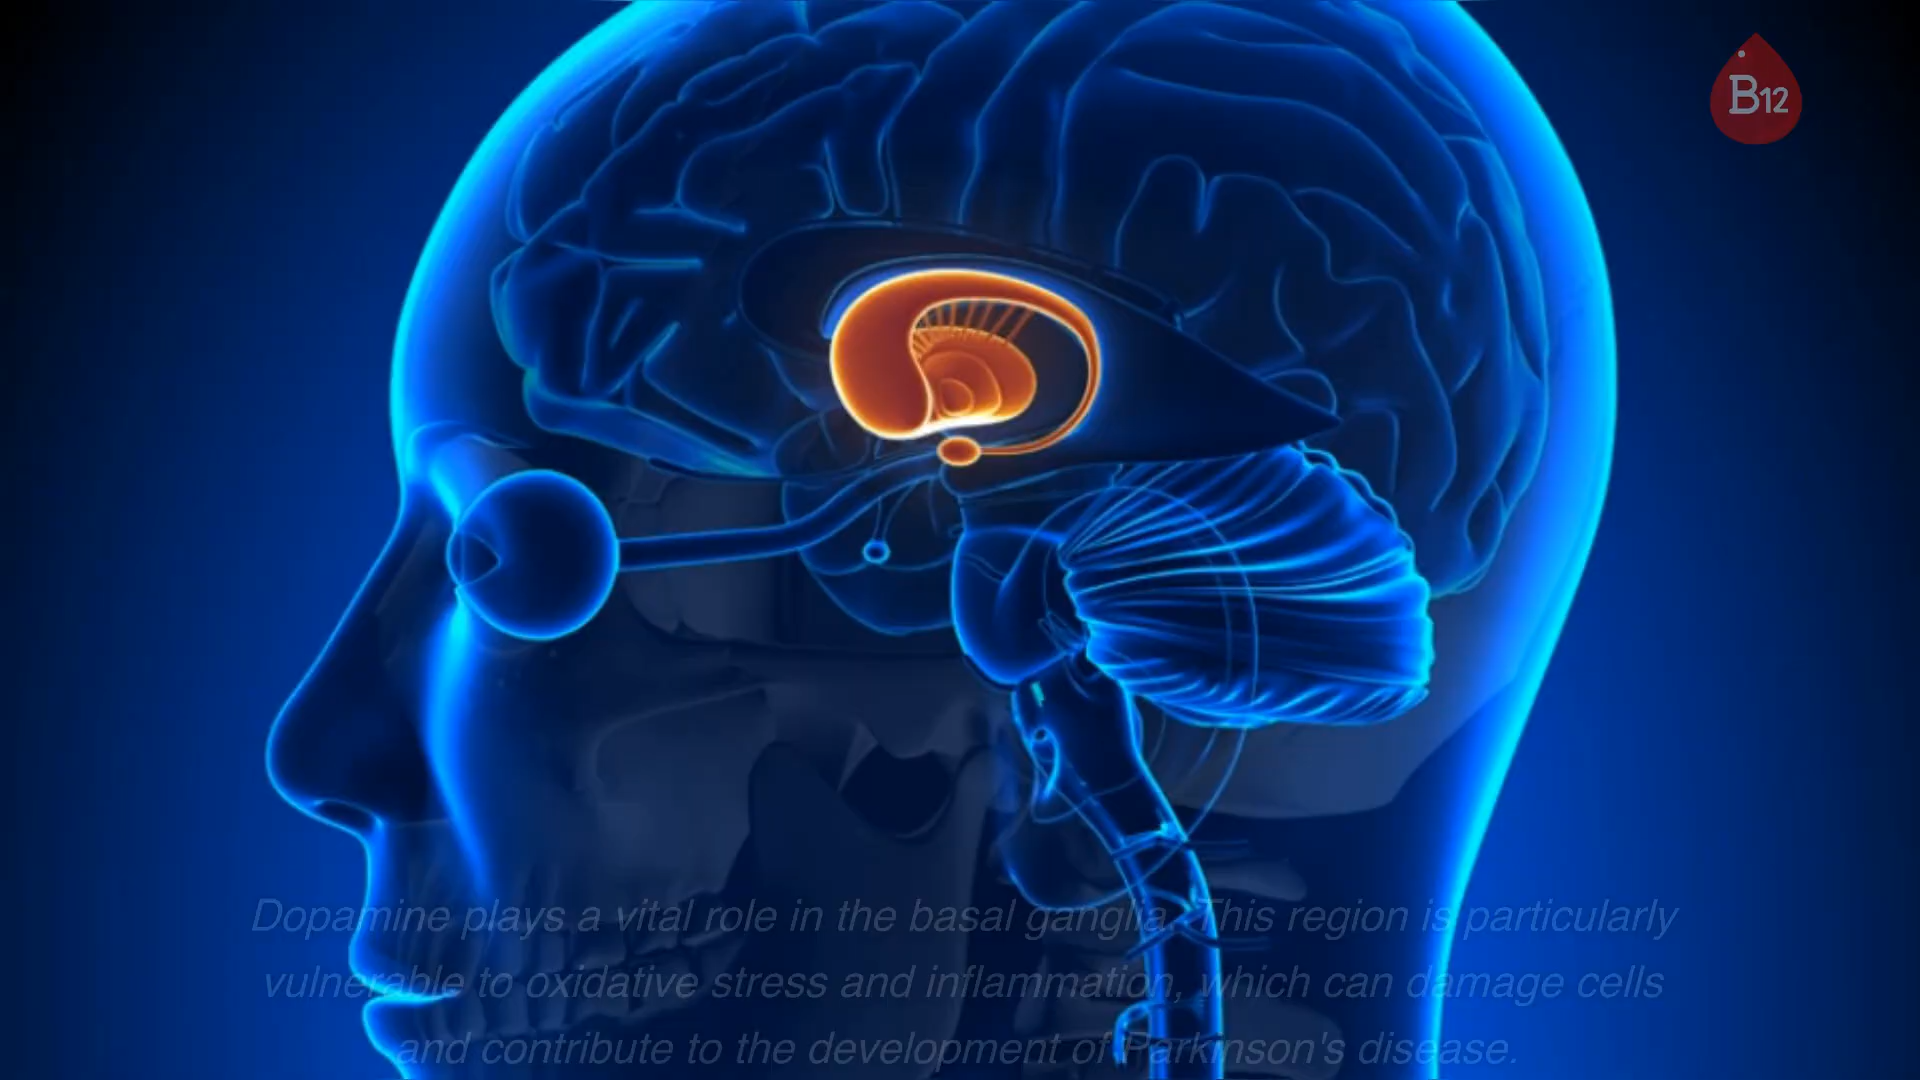 B12
Dopamine plays a vital role in the basal ganglia. This region is particularly
vulnerable to oxidative stress and inflammation, which can damage cells
and contribute to the development of Parkinson's disease.